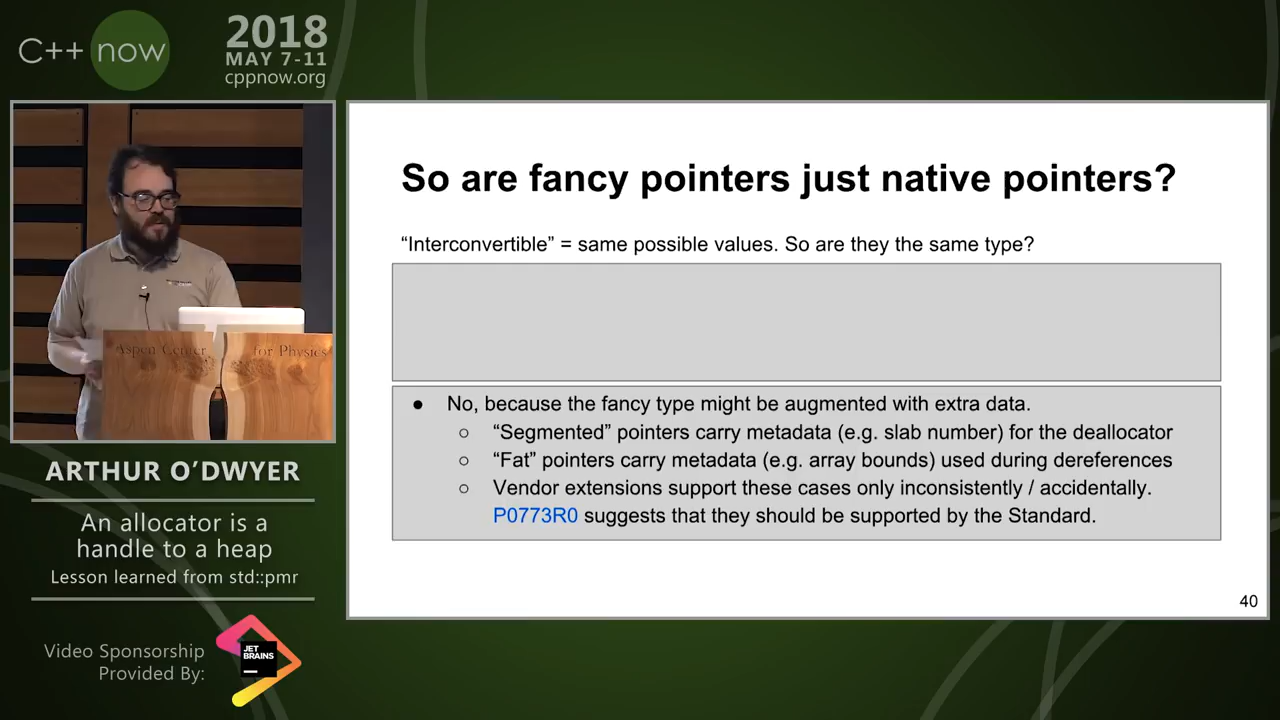 C++ now
2018
MAY 7-11
cppnow.org
Aspen Center for Physics
ARTHUR O'DWYER
An allocator is a
handle to a heap
Lesson learned from std::pmr
Video Sponsorship
Provided By:
JET
BRAINS
So are fancy pointers just native pointers?
“Interconvertible” = same possible values. So are they the same type?
● No, because the fancy type might be augmented with extra data.
○ “Segmented” pointers carry metadata (e.g. slab number) for the deallocator
○ “Fat” pointers carry metadata (e.g. array bounds) used during dereferences
○ Vendor extensions support these cases only inconsistently / accidentally.
P0773R0 suggests that they should be supported by the Standard.
40